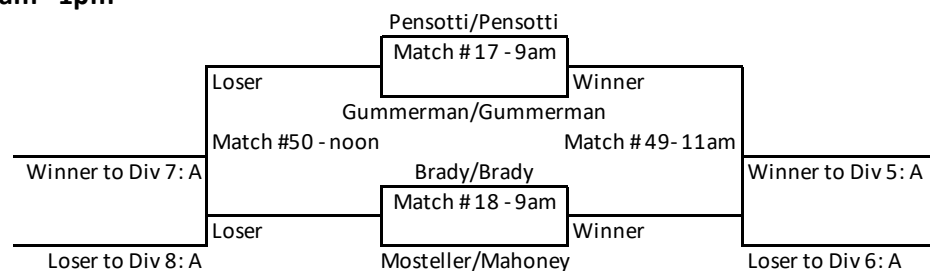 1pm
Pensotti/Pensotti
Match #17 - 9am
Loser
Winner
Gummerman/Gummerman
Match #50 - noon
Match #49- 11am
Winner to Div 7: A
Brady/Brady
Winner to Div 5: A
Match #18 - 9am
Loser
Winner
Loser to Div 8: A
Mosteller/Mahoney
Loser to Div 6: A